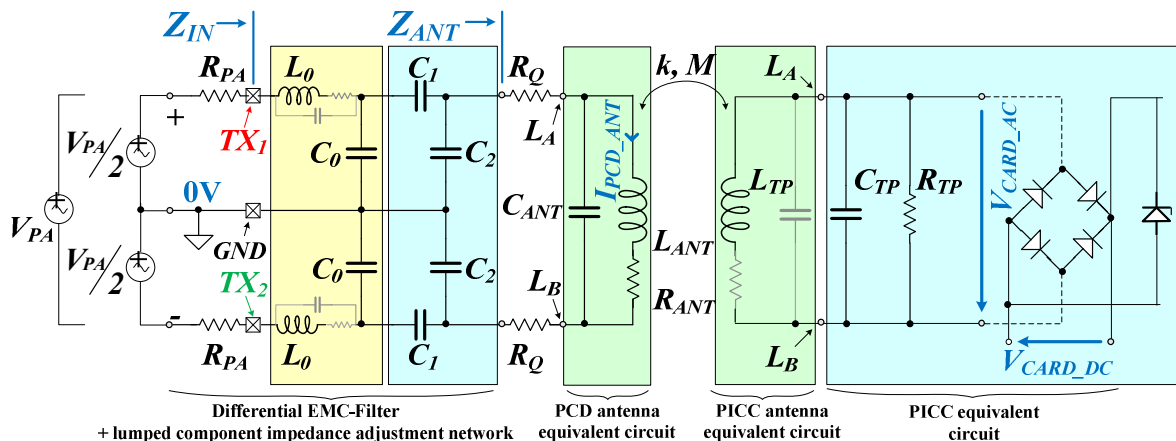 Z_IN
Z_ANT
R_PA
L_0
C_1
R_Q
k, M
L_A
+
TX_1
L_A
V_PA/2
C_0
C_2
I_PCD_ANT
V_CARD_AC
0V
C_ANT
L_TP
C_TP
R_TP
V_PA
GND
L_ANT
V_PA/2
C_0
C_2
TX_2
L_B
R_ANT
-
R_PA
L_0
C_1
R_Q
L_B
V_CARD_DC
Differential EMC-Filter
+ lumped component impedance adjustment network
PCD antenna
equivalent circuit
PICC antenna
equivalent circuit
PICC equivalent
circuit